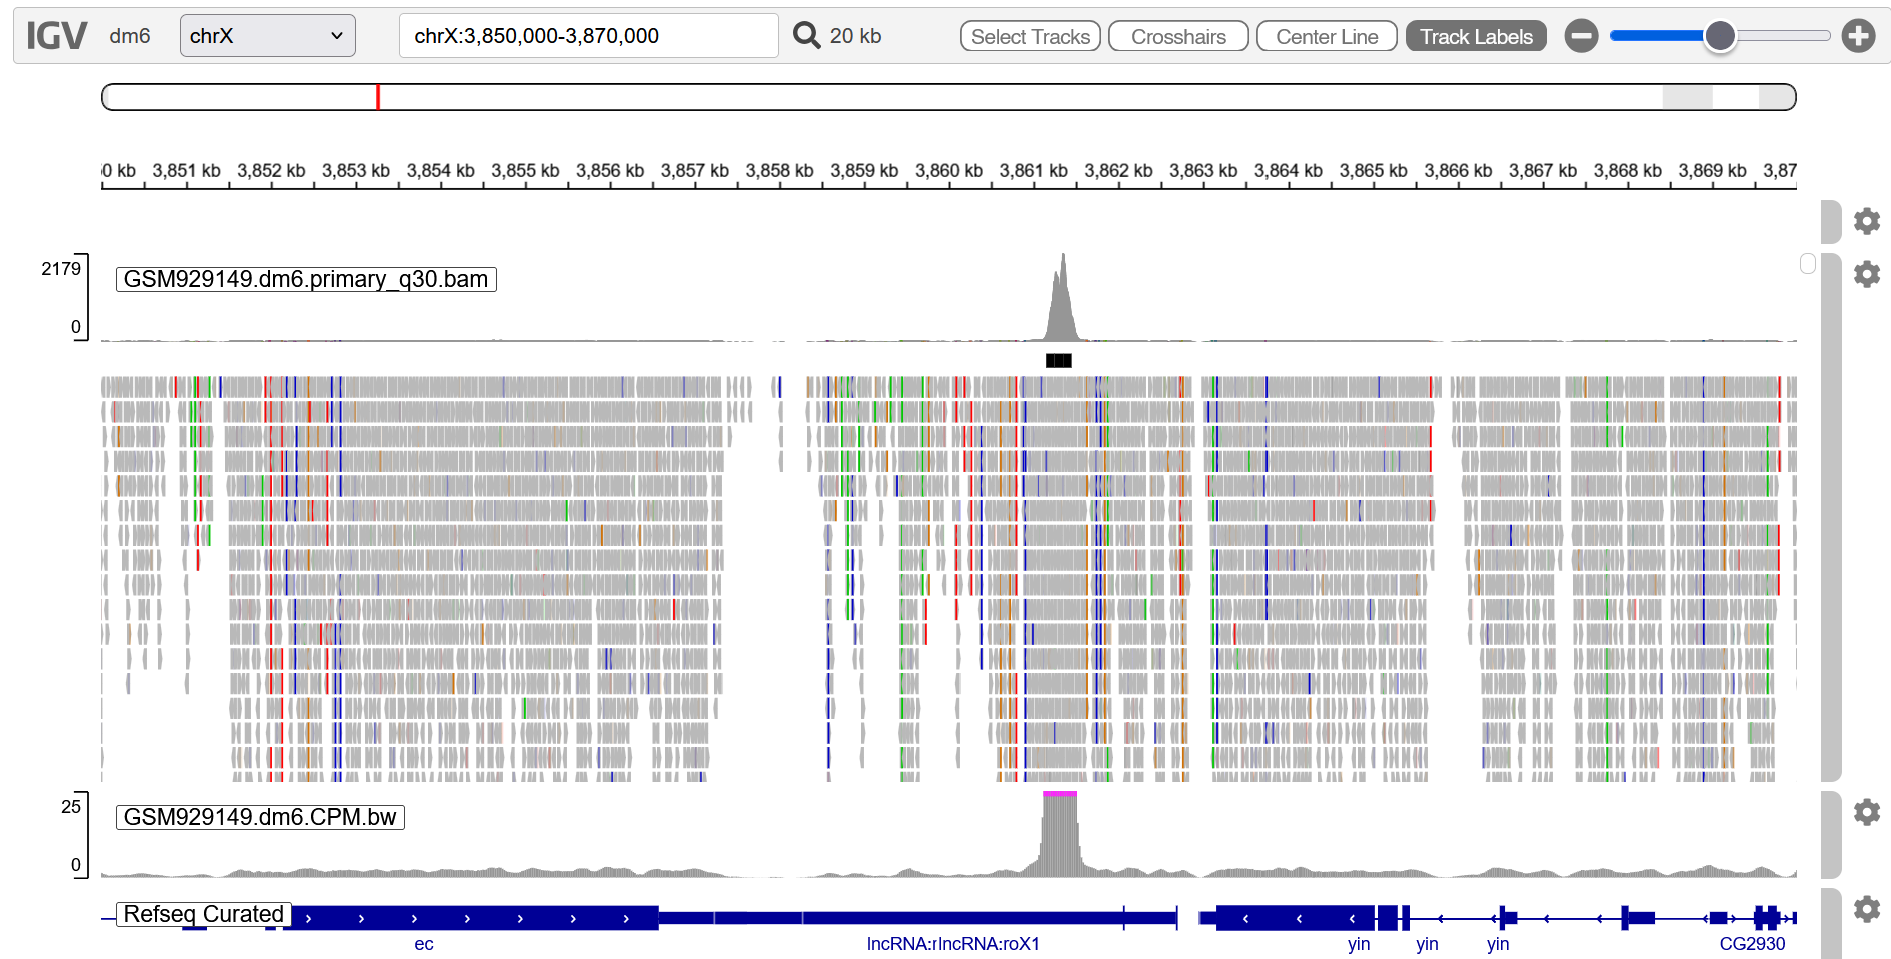 IGV dm6 chrX chrX:3,850,000-3,870,000 20 kb Select Tracks Crosshairs Center Line Track Labels
0 kb 3,851 kb 3,852 kb 3,853 kb 3,854 kb 3,855 kb 3,856 kb 3,857 kb 3,858 kb 3,859 kb 3,860 kb 3,861 kb 3,862 kb 3,863 kb 3,864 kb 3,865 kb 3,866 kb 3,867 kb 3,868 kb 3,869 kb 3,87
2179
GSM929149.dm6.primary_q30.bam
0
25
GSM929149.dm6.CPM.bw
0
Refseq Curated
ec lncRNA:rlncRNA:roX1 yin yin yin CG2930